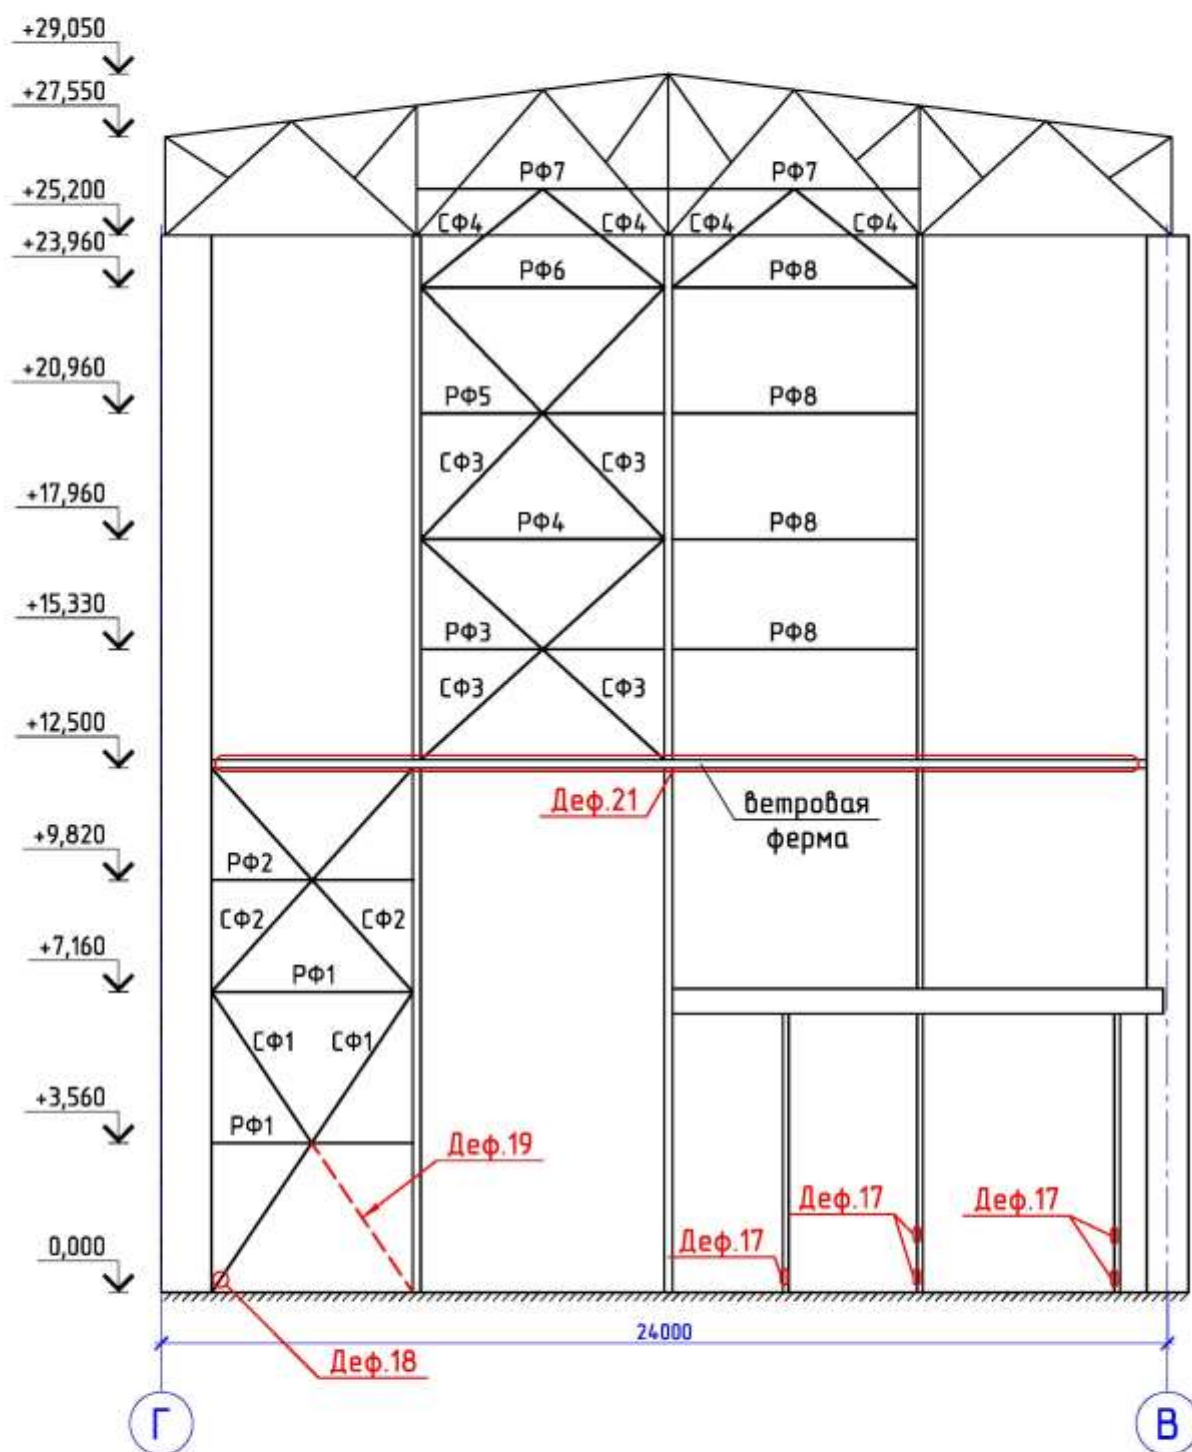 +29,050
+27,550
РФ7 РФ7
+25,200
СФ4 СФ4 СФ4 СФ4
+23,960
РФ6 РФ8
+20,960
РФ5 РФ8
СФ3 СФ3
+17,960
РФ4 РФ8
+15,330
РФ3 РФ8
СФ3 СФ3
+12,500
Деф.21 ветровая
ферма
+9,820
РФ2
СФ2 СФ2
+7,160
РФ1
СФ1 СФ1
+3,560
РФ1
Деф.19
Деф.17 Деф.17
Деф.17
0,000
24000
Деф.18
Г В